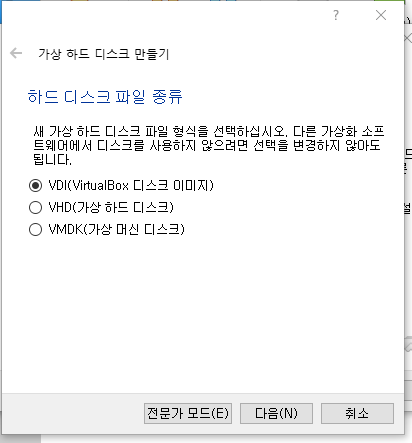 ?
가상 하드 디스크 만들기
하드 디스크 파일 종류
새 가상 하드 디스크 파일 형식을 선택하십시오. 다른 가상화 소프
트웨어에서 디스크를 사용하지 않으려면 선택을 변경하지 않아도
됩니다.
VDI(VirtualBox 디스크 이미지)
VHD(가상 하드 디스크)
VMDK(가상 머신 디스크)
전문가 모드(E)
다음(N)
취소